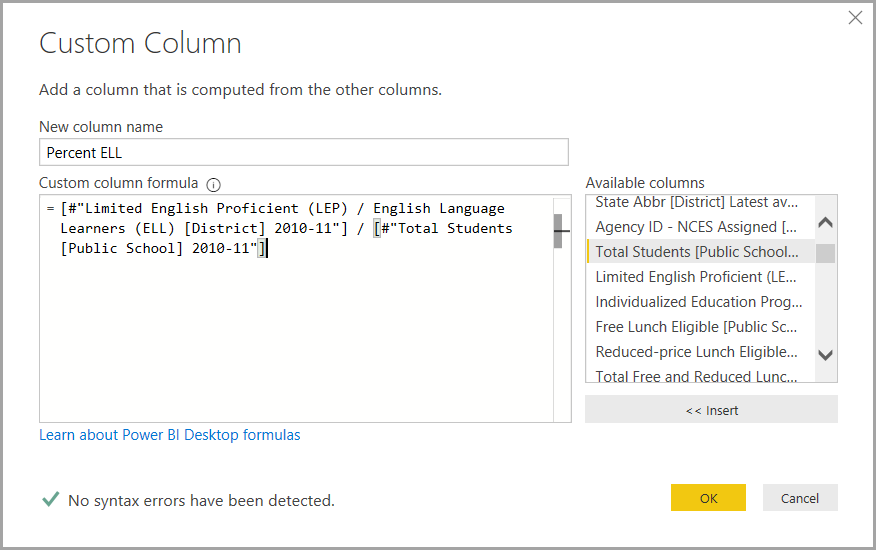 Custom Column
Add a column that is computed from the other columns.
New column name
Percent ELL
Custom column formula
= [#"Limited English Proficient (LEP) / English Language
Learners (ELL) [District] 2010-11"] / [#"Total Students
[Public School] 2010-11"]
Available columns
State Abbr [District] Latest av...
Agency ID - NCES Assigned [...
Total Students [Public School...
Limited English Proficient (LE...
Individualized Education Prog...
Free Lunch Eligible [Public Sc...
Reduced-price Lunch Eligible...
Total Free and Reduced Lunc...
<< Insert
Learn about Power BI Desktop formulas
No syntax errors have been detected.
OK
Cancel